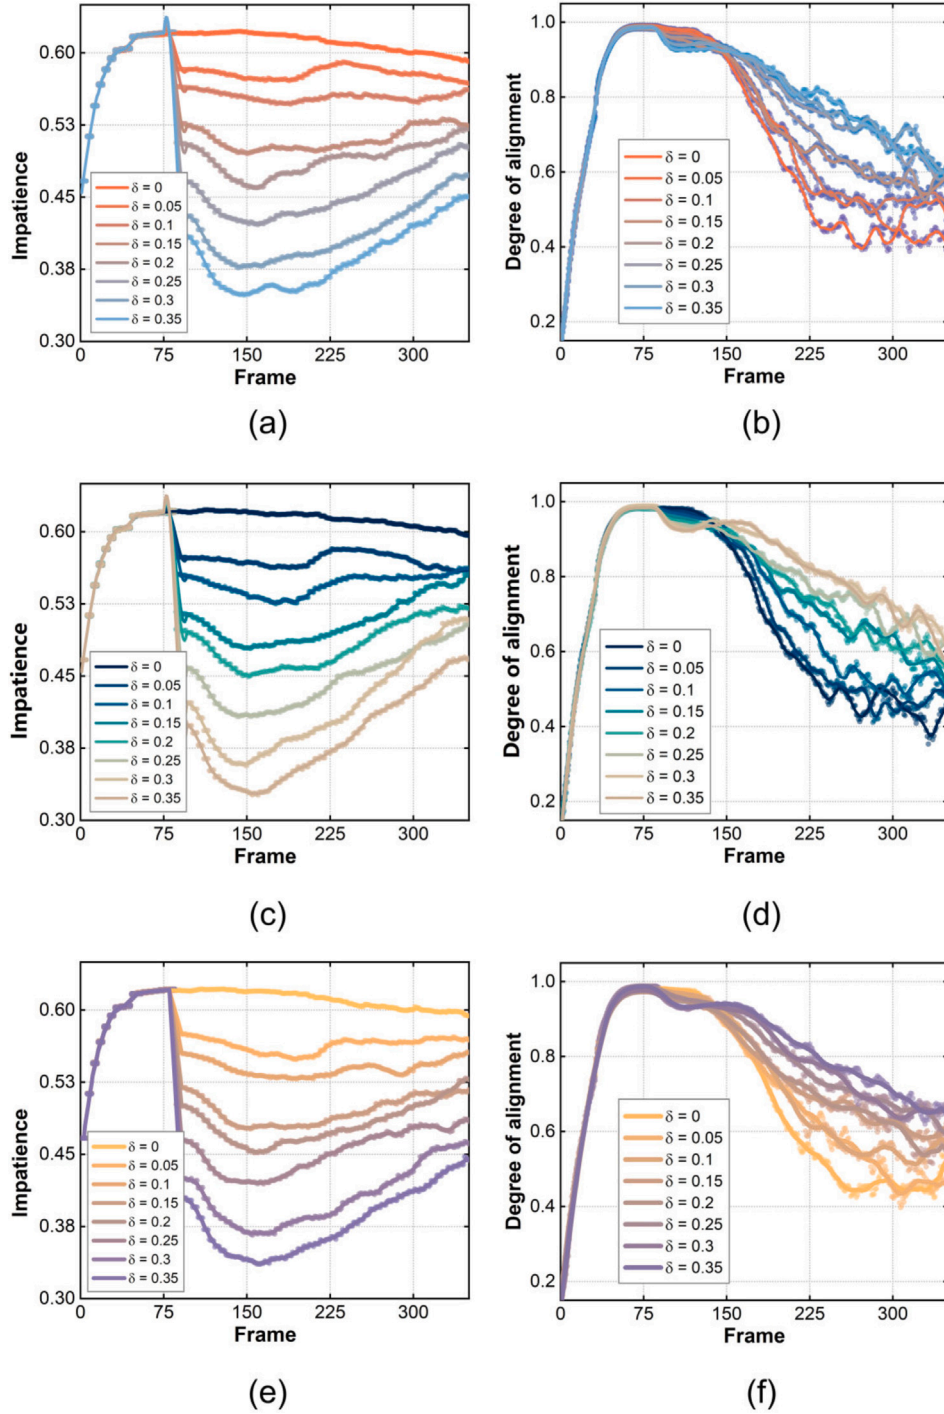 0.60
0.53
0.45
0.38
0.30
Impatience
δ = 0
δ = 0.05
δ = 0.1
δ = 0.15
δ = 0.2
δ = 0.25
δ = 0.3
δ = 0.35
0 75 150 225 300
Frame
(a)
1.0
0.8
0.6
0.4
0.2
Degree of alignment
δ = 0
δ = 0.05
δ = 0.1
δ = 0.15
δ = 0.2
δ = 0.25
δ = 0.3
δ = 0.35
0 75 150 225 300
Frame
(b)
0.60
0.53
0.45
0.38
0.30
Impatience
δ = 0
δ = 0.05
δ = 0.1
δ = 0.15
δ = 0.2
δ = 0.25
δ = 0.3
δ = 0.35
0 75 150 225 300
Frame
(c)
1.0
0.8
0.6
0.4
0.2
Degree of alignment
δ = 0
δ = 0.05
δ = 0.1
δ = 0.15
δ = 0.2
δ = 0.25
δ = 0.3
δ = 0.35
0 75 150 225 300
Frame
(d)
0.60
0.53
0.45
0.38
0.30
Impatience
δ = 0
δ = 0.05
δ = 0.1
δ = 0.15
δ = 0.2
δ = 0.25
δ = 0.3
δ = 0.35
0 75 150 225 300
Frame
(e)
1.0
0.8
0.6
0.4
0.2
Degree of alignment
δ = 0
δ = 0.05
δ = 0.1
δ = 0.15
δ = 0.2
δ = 0.25
δ = 0.3
δ = 0.35
0 75 150 225 300
Frame
(f)